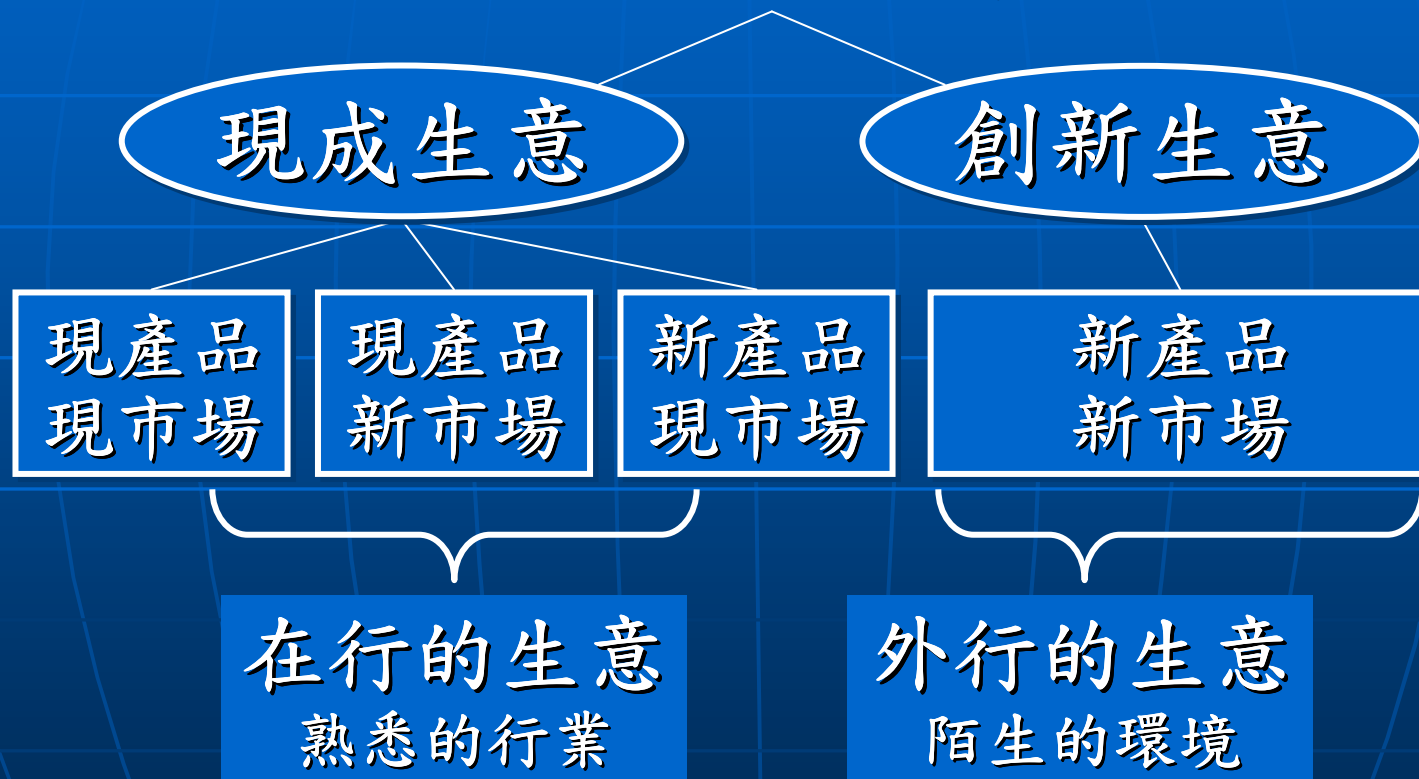 現成生意
創新生意
現產品
現市場
現產品
新市場
新產品
現市場
新產品
新市場
在行的生意
熟悉的行業
外行的生意
陌生的環境